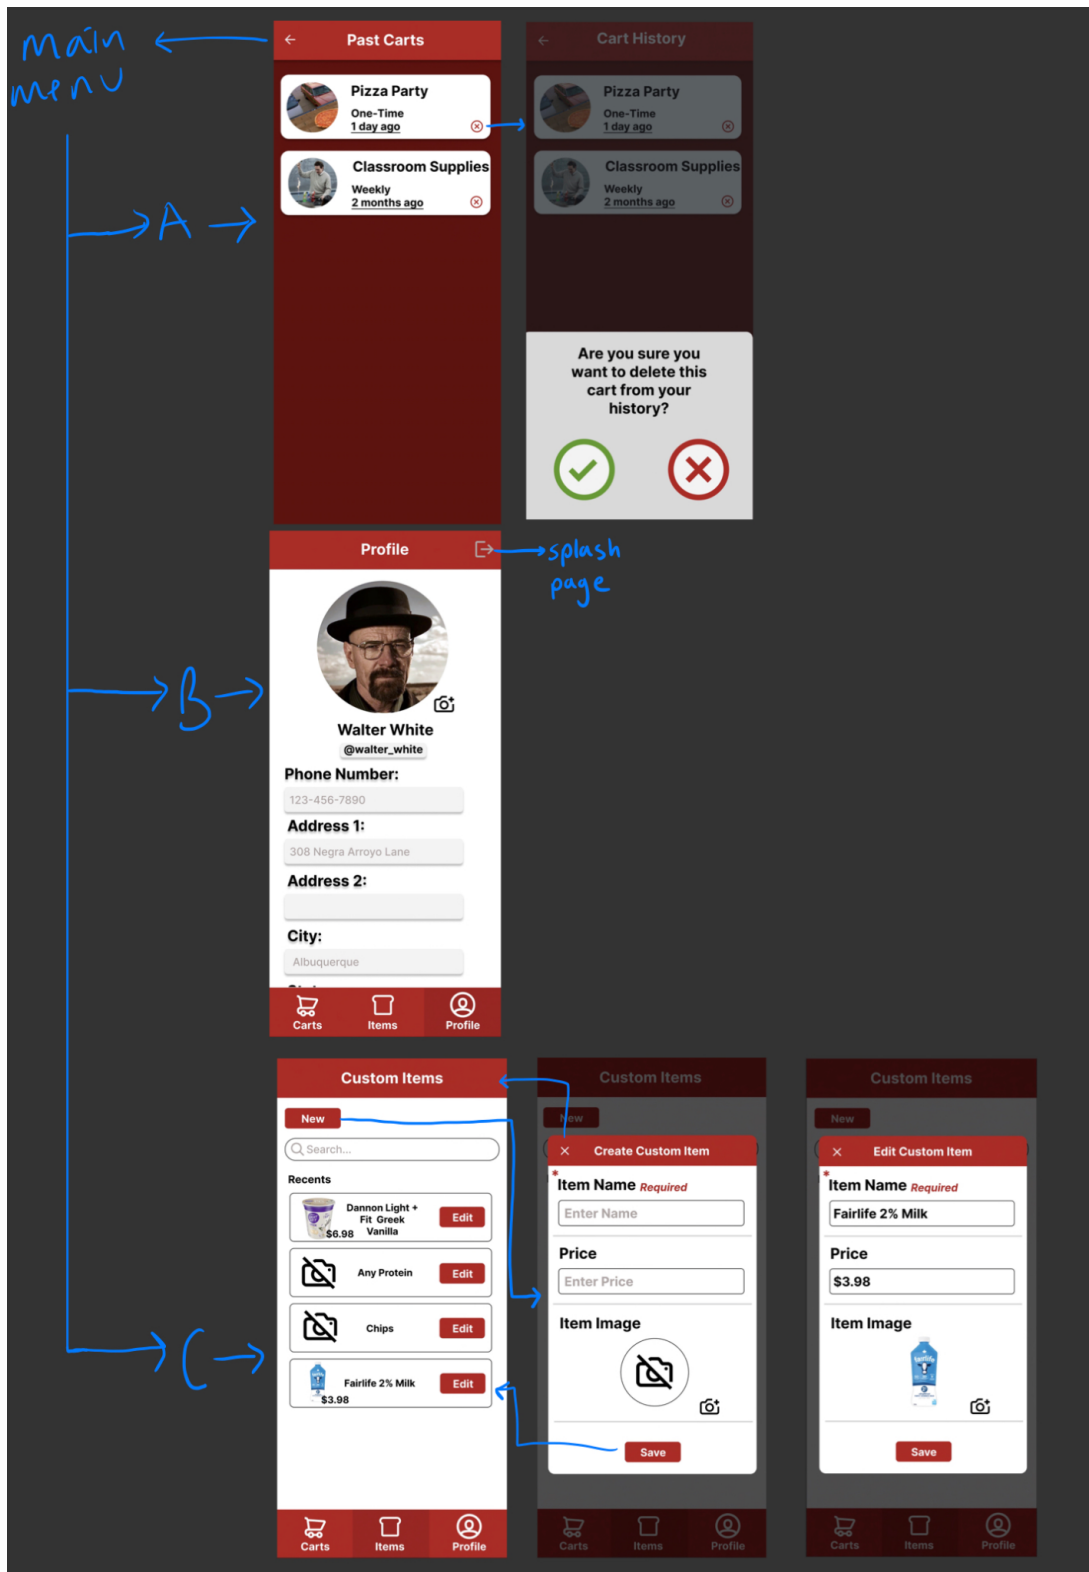 main
menu
A
Past Carts
Pizza Party
One-Time
1 day ago
Classroom Supplies
Weekly
2 months ago
Cart History
Pizza Party
One-Time
1 day ago
Classroom Supplies
Weekly
2 months ago
Are you sure you
want to delete this
cart from your
history?
B
Profile
splash
page
Walter White
@walter_white
Phone Number:
123-456-7890
Address 1:
308 Negra Arroyo Lane
Address 2:
City:
Albuquerque
Carts
Items
Profile
C
Custom Items
New
Search...
Recents
Dannon Light +
Fit Greek
Vanilla
$6.98
Edit
Any Protein
Edit
Chips
Edit
Fairlife 2% Milk
$3.98
Edit
Carts
Items
Profile
Custom Items
New
Create Custom Item
*
Item Name Required
Enter Name
Price
Enter Price
Item Image
Save
Carts
Items
Profile
Custom Items
New
Edit Custom Item
*
Item Name Required
Fairlife 2% Milk
Price
$3.98
Item Image
fairlife
Save
Carts
Items
Profile